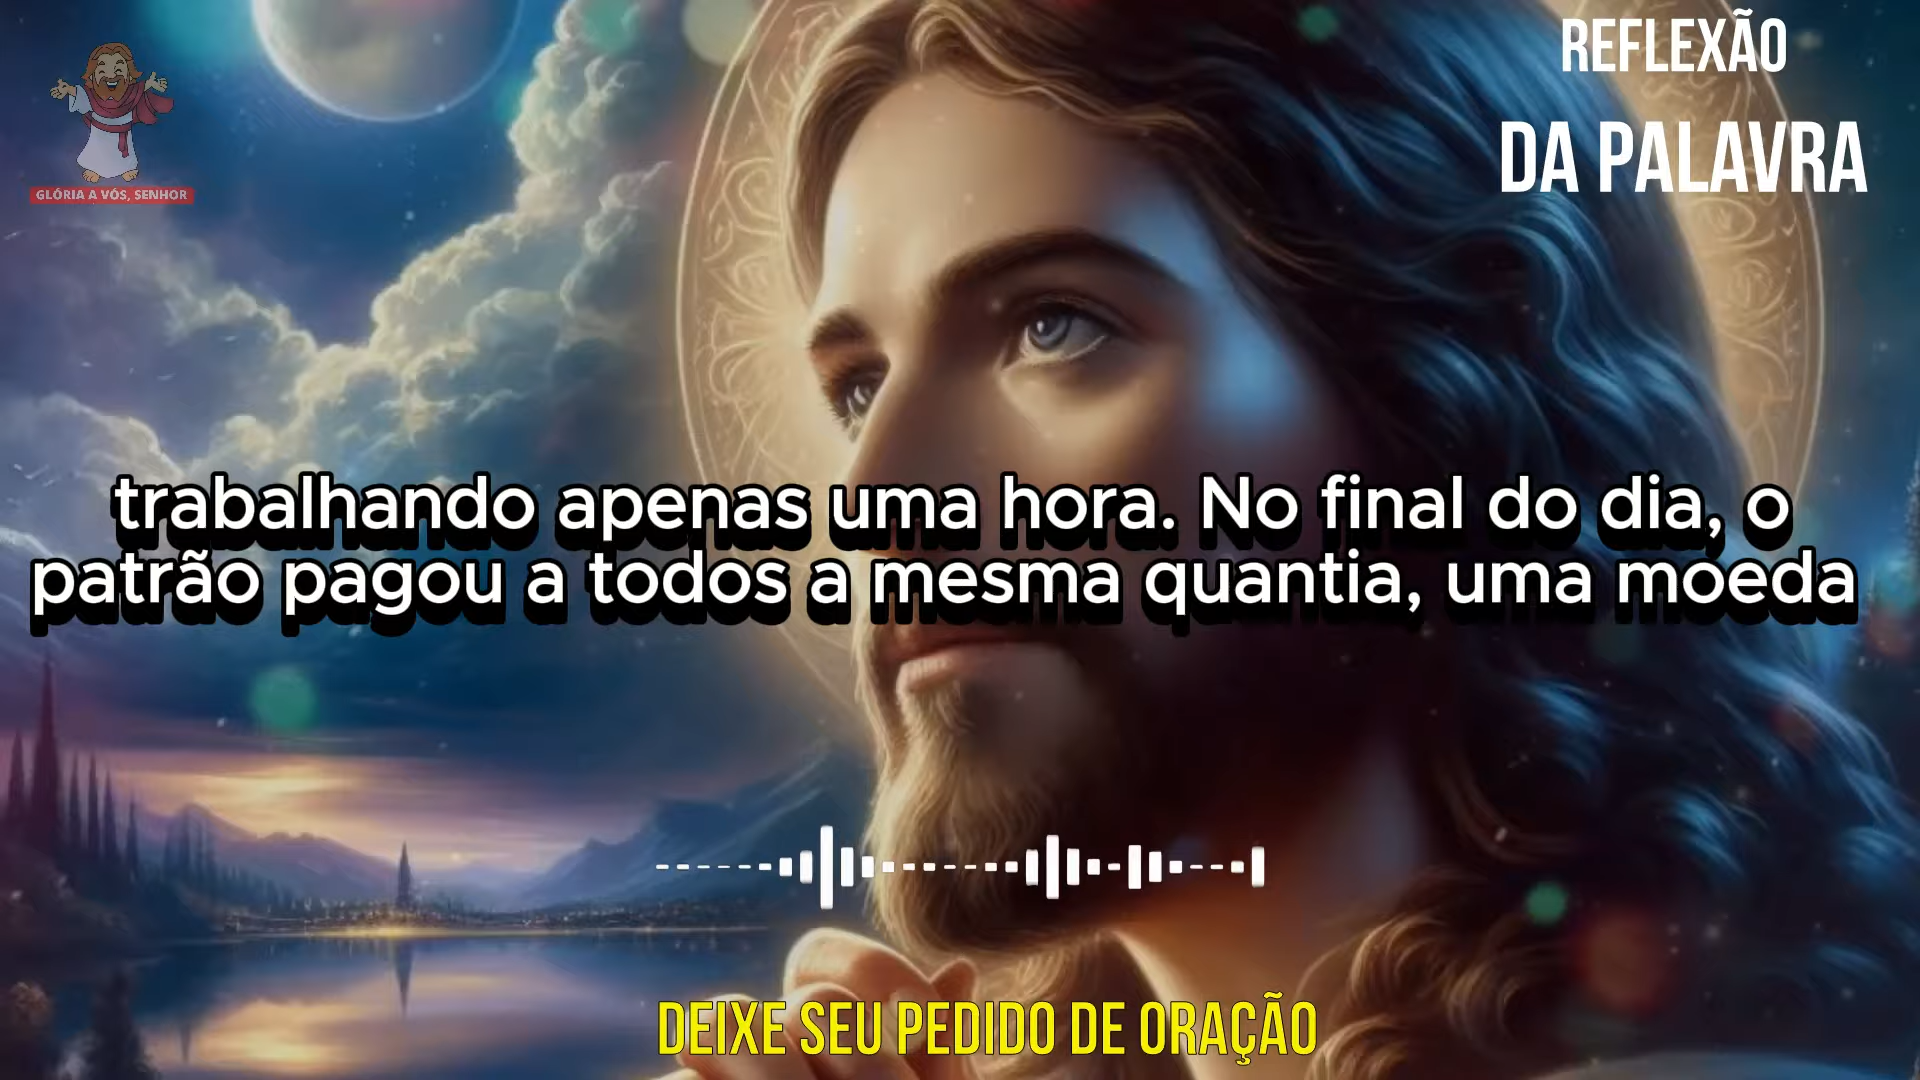 REFLEXÃO
DA PALAVRA
GLÓRIA A VÓS, SENHOR
trabalhando apenas uma hora. No final do dia, o
patrão pagou a todos a mesma quantia, uma moeda
DEIXE SEU PEDIDO DE ORAÇÃO